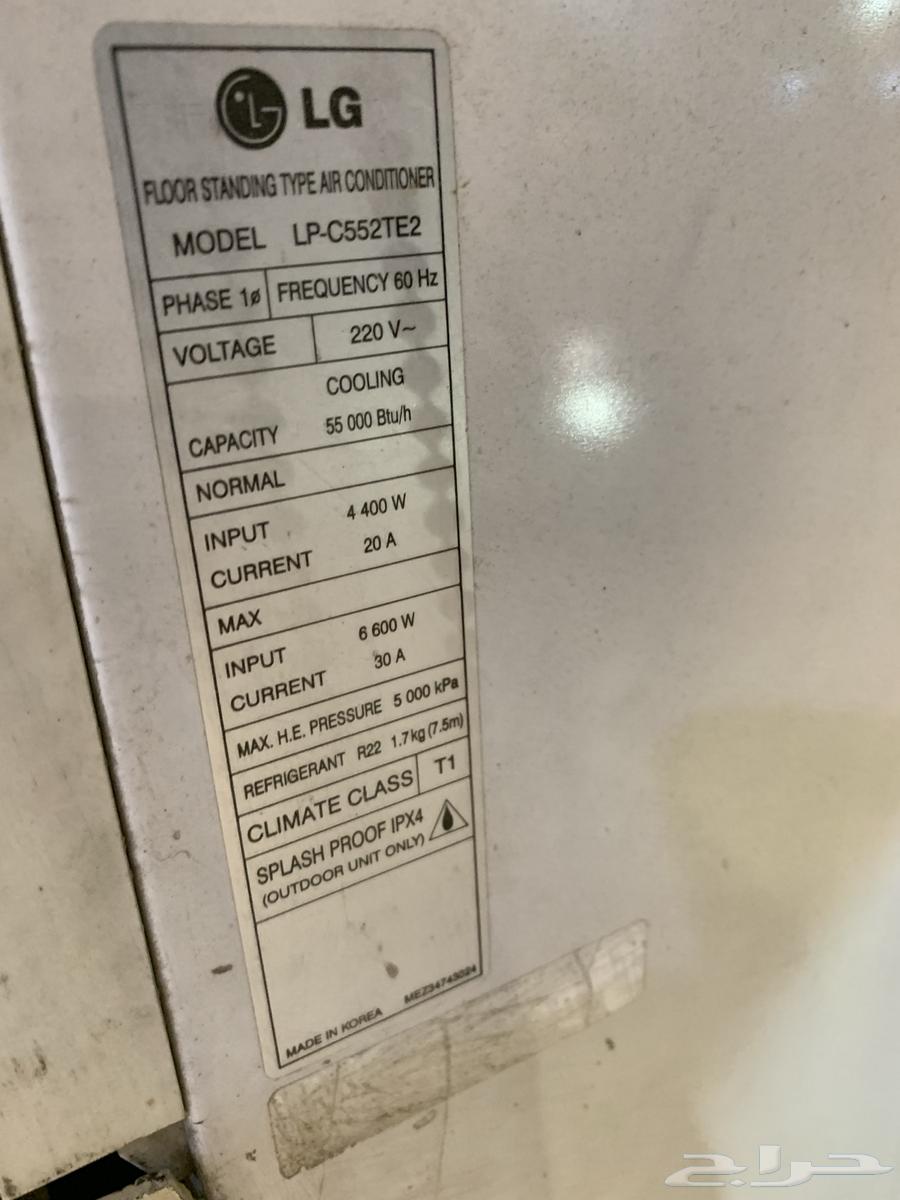 LG
FLOOR STANDING TYPE AIR CONDITIONER
MODEL LP-C552TE2
PHASE 1ø FREQUENCY 60 Hz
VOLTAGE 220 V~
COOLING
CAPACITY 55 000 Btu/h
NORMAL
INPUT 4 400 W
CURRENT 20 A
MAX
INPUT 6 600 W
CURRENT 30 A
MAX. H.E. PRESSURE 5 000 kPa
REFRIGERANT R22 1.7kg (7.5m)
CLIMATE CLASS T1
SPLASH PROOF IPX4
(OUTDOOR UNIT ONLY)
MADE IN KOREA MEZ34743024
حراج